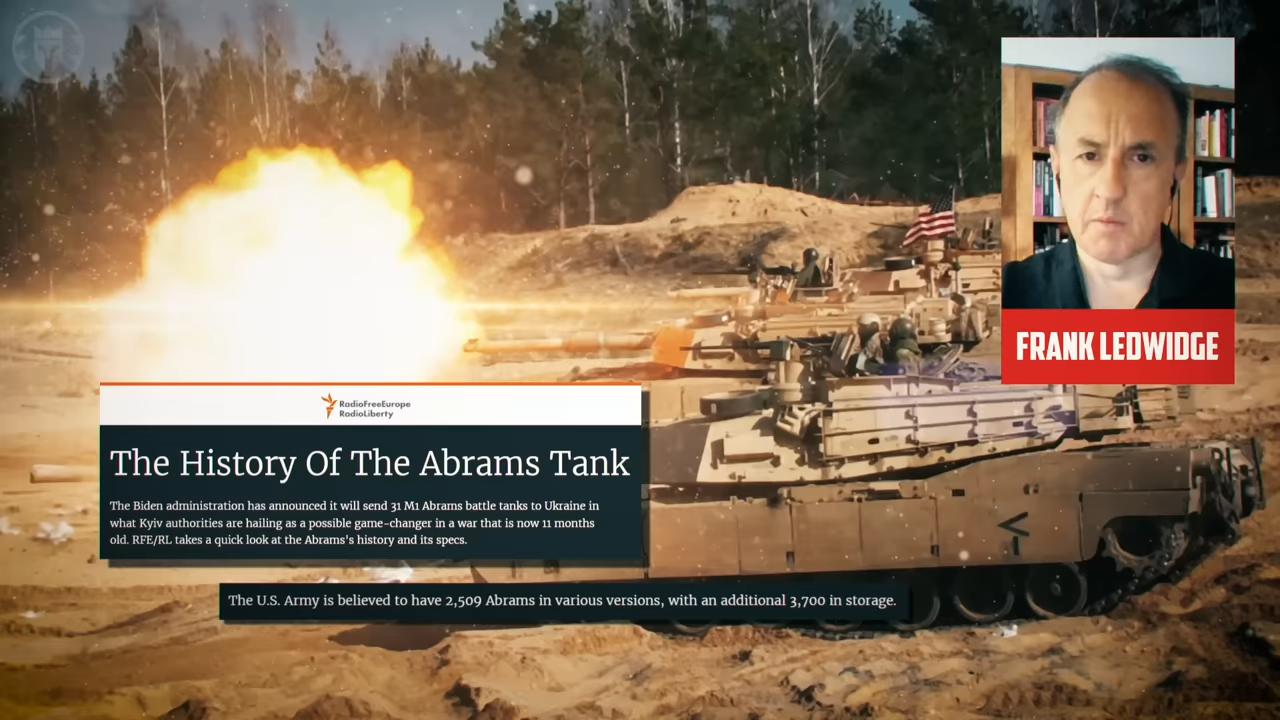 FRANK LEDWIDGE
RadioFreeEurope
RadioLiberty
The History Of The Abrams Tank
The Biden administration has announced it will send 31 M1 Abrams battle tanks to Ukraine in
what Kyiv authorities are hailing as a possible game-changer in a war that is now 11 months
old. RFE/RL takes a quick look at the Abrams's history and its specs.
The U.S. Army is believed to have 2,509 Abrams in various versions, with an additional 3,700 in storage.